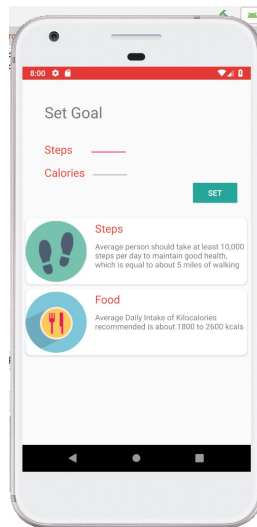 8:00
Set Goal
Steps
Calories
SET
Steps
Average person should take at least 10,000
steps per day to maintain good health,
which is equal to about 5 miles of walking
Food
Average Daily Intake of Kilocalories
recommended is about 1800 to 2600 kcals